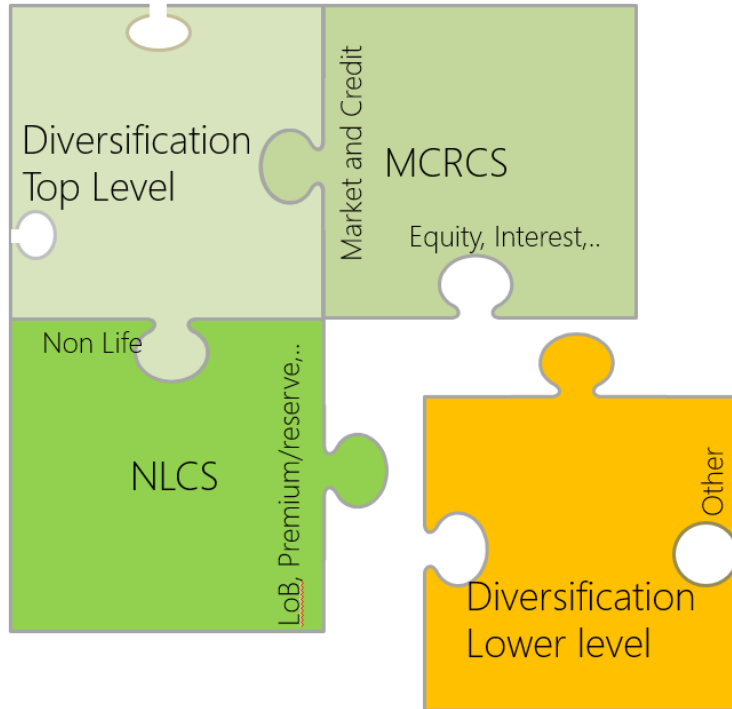 Diversification
Top Level
Market and Credit
MCRCS
Equity, Interest,..
Non Life
NLCS
LoB, Premium/reserve,..
Other
Diversification
Lower level